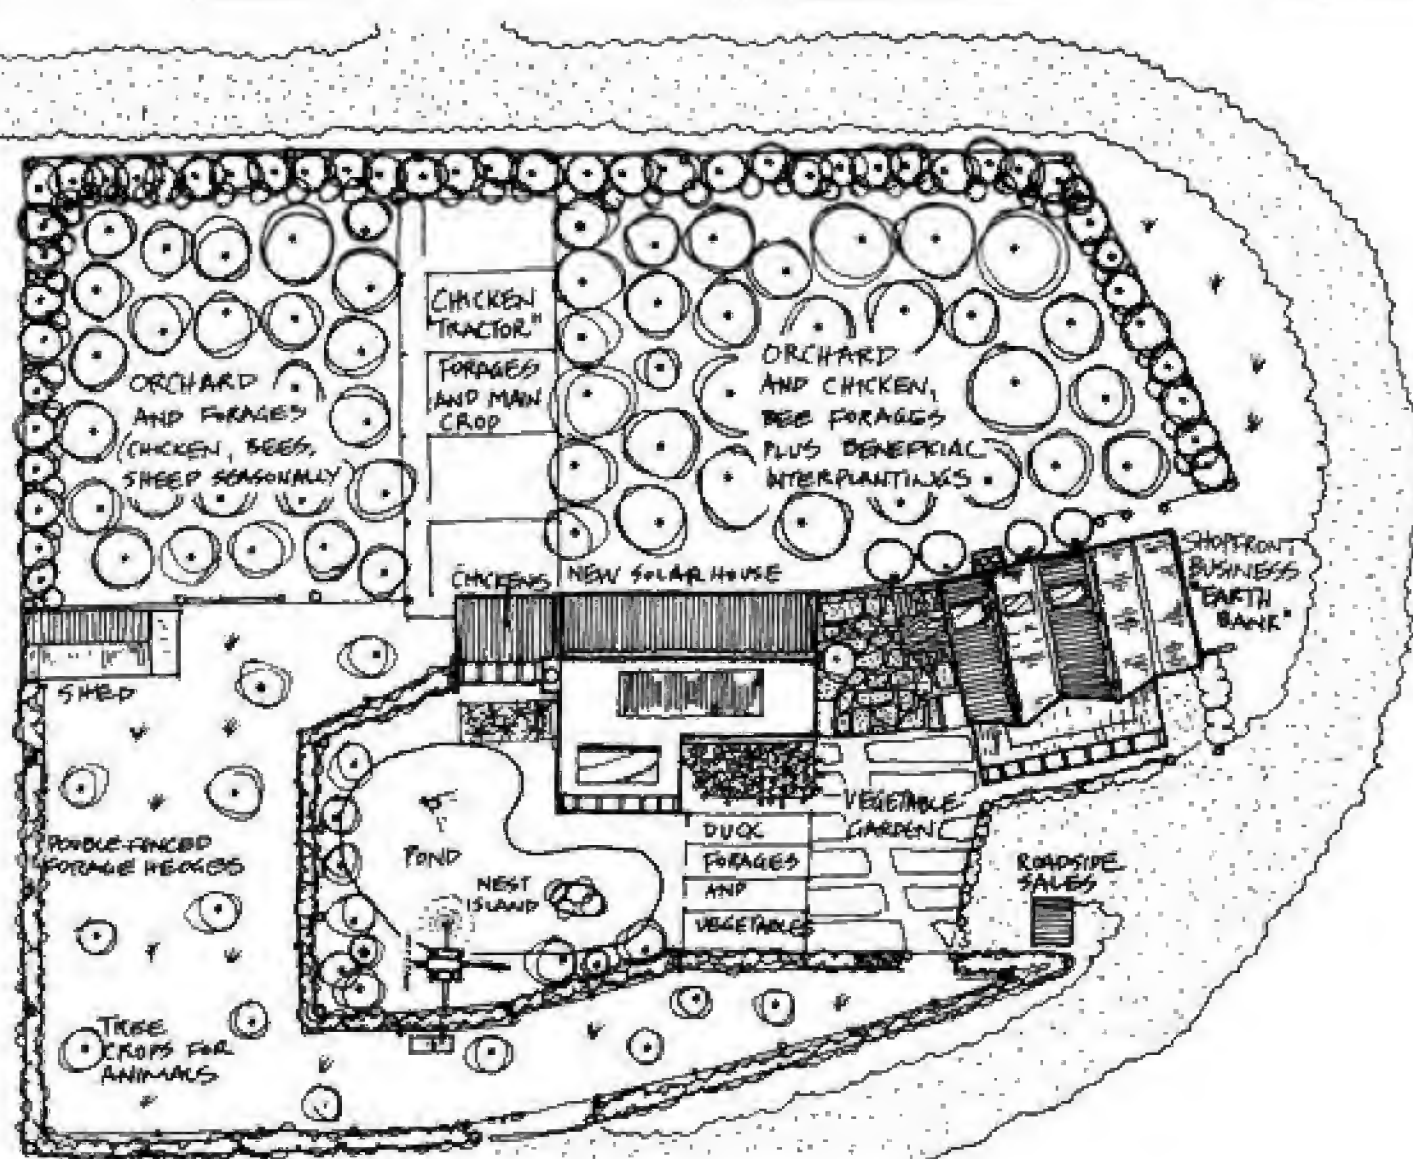 CHICKEN
"TRACTOR"
FORAGES
AND MAIN
CROP
ORCHARD
AND FORAGES
(CHICKEN, BEES,
SHEEP SEASONALLY)
ORCHARD
AND CHICKEN,
BEE FORAGES
PLUS BENEFICIAL
INTERPLANTINGS
CHICKENS
NEW SOLAR HOUSE
SHOPFRONT
BUSINESS
"EARTH
BANK"
SHED
DOUBLE-FENCED
FORAGE HEDGES
POND
NEST
ISLAND
DUCK
FORAGES
AND
VEGETABLES
VEGETABLE
GARDEN
ROADSIDE
SALES
TREE
CROPS FOR
ANIMALS